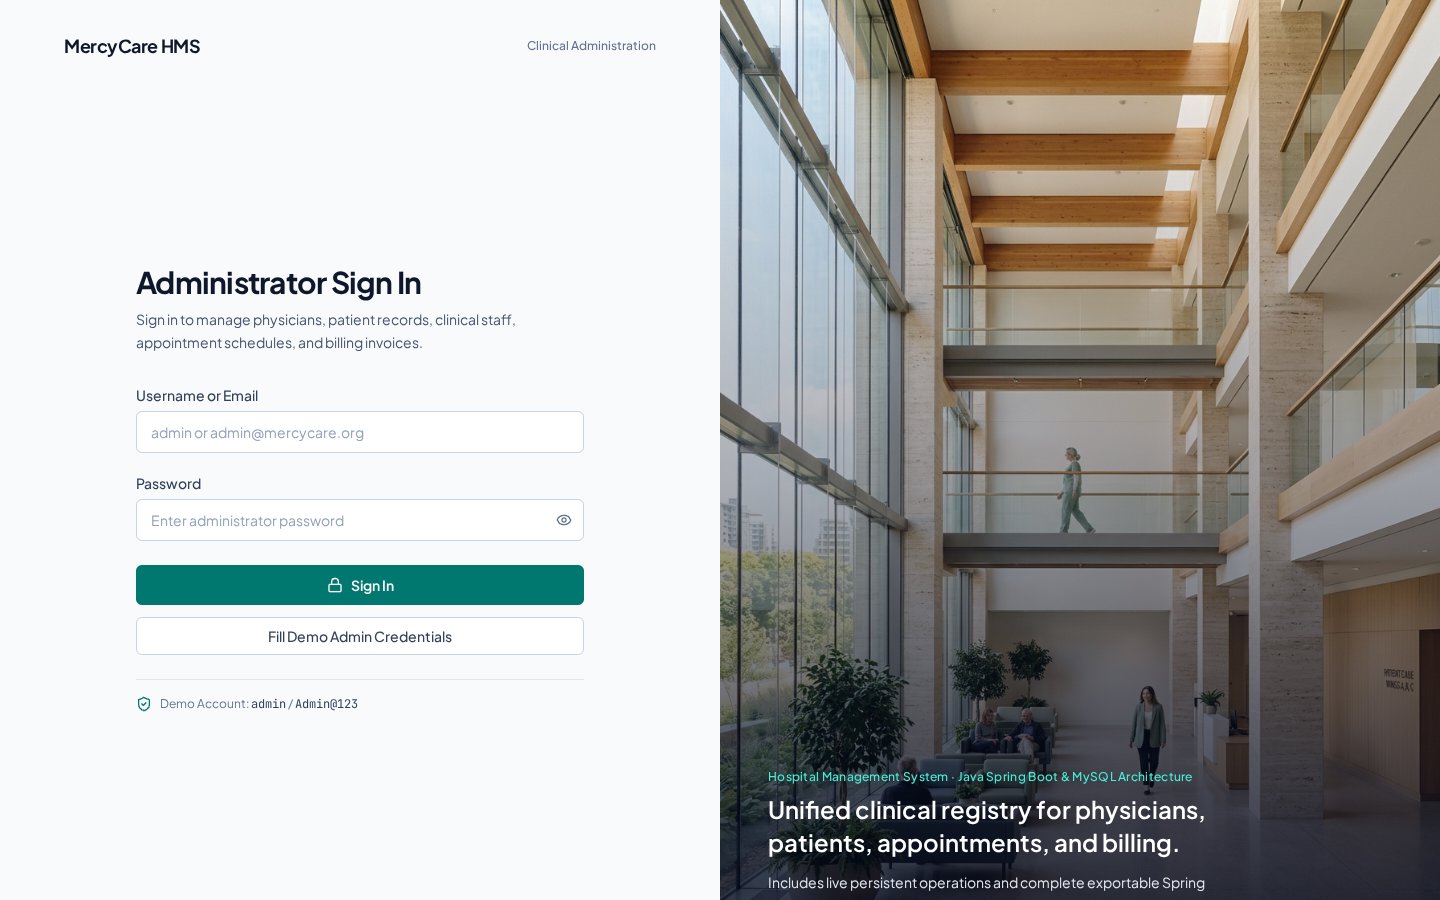 MercyCare HMS
Clinical Administration
Administrator Sign In
Sign in to manage physicians, patient records, clinical staff,
appointment schedules, and billing invoices.
Username or Email
admin or admin@mercycare.org
Password
Enter administrator password
Sign In
Fill Demo Admin Credentials
Demo Account: admin / Admin@123
Hospital Management System · Java Spring Boot & MySQL Architecture
Unified clinical registry for physicians,
patients, appointments, and billing.
Includes live persistent operations and complete exportable Spring